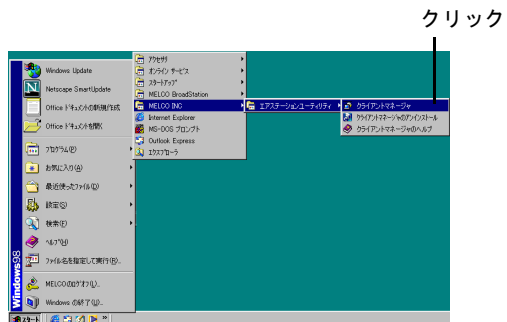 クリック
Windows Update
Netscape SmartUpdate
Office ﾄﾞｷｭﾒﾝﾄの新規作成
Office ﾄﾞｷｭﾒﾝﾄを開く
ﾌﾟﾛｸﾞﾗﾑ(P)
お気に入り(A)
最近使ったﾌｧｲﾙ(D)
設定(S)
検索(F)
ﾍﾙﾌﾟ(H)
ﾌｧｲﾙ名を指定して実行(R)...
MELCOのﾛｸﾞｵﾌ(L)...
Windows の終了(U)...
Windows98
スタート
ｱｸｾｻﾘ
ｵﾝﾗｲﾝ ｻｰﾋﾞｽ
ｽﾀｰﾄｱｯﾌﾟ
MELCO BroadStation
MELCO INC
Internet Explorer
MS-DOS ﾌﾟﾛﾝﾌﾟﾄ
Outlook Express
ｴｸｽﾌﾟﾛｰﾗ
エアステーションユーティリティ
クライアントマネージャ
ｸﾗｲｱﾝﾄﾏﾈｰｼﾞｬのｱﾝｲﾝｽﾄｰﾙ
クライアントマネージャのヘルプ